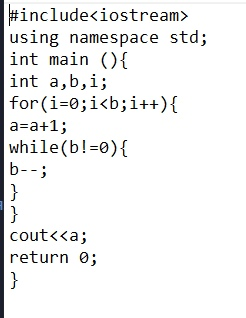 #include<iostream>
using namespace std;
int main (){
int a,b,i;
for(i=0;i<b;i++){
a=a+1;
while(b!=0){
b--;
}
}
cout<<a;
return 0;
}